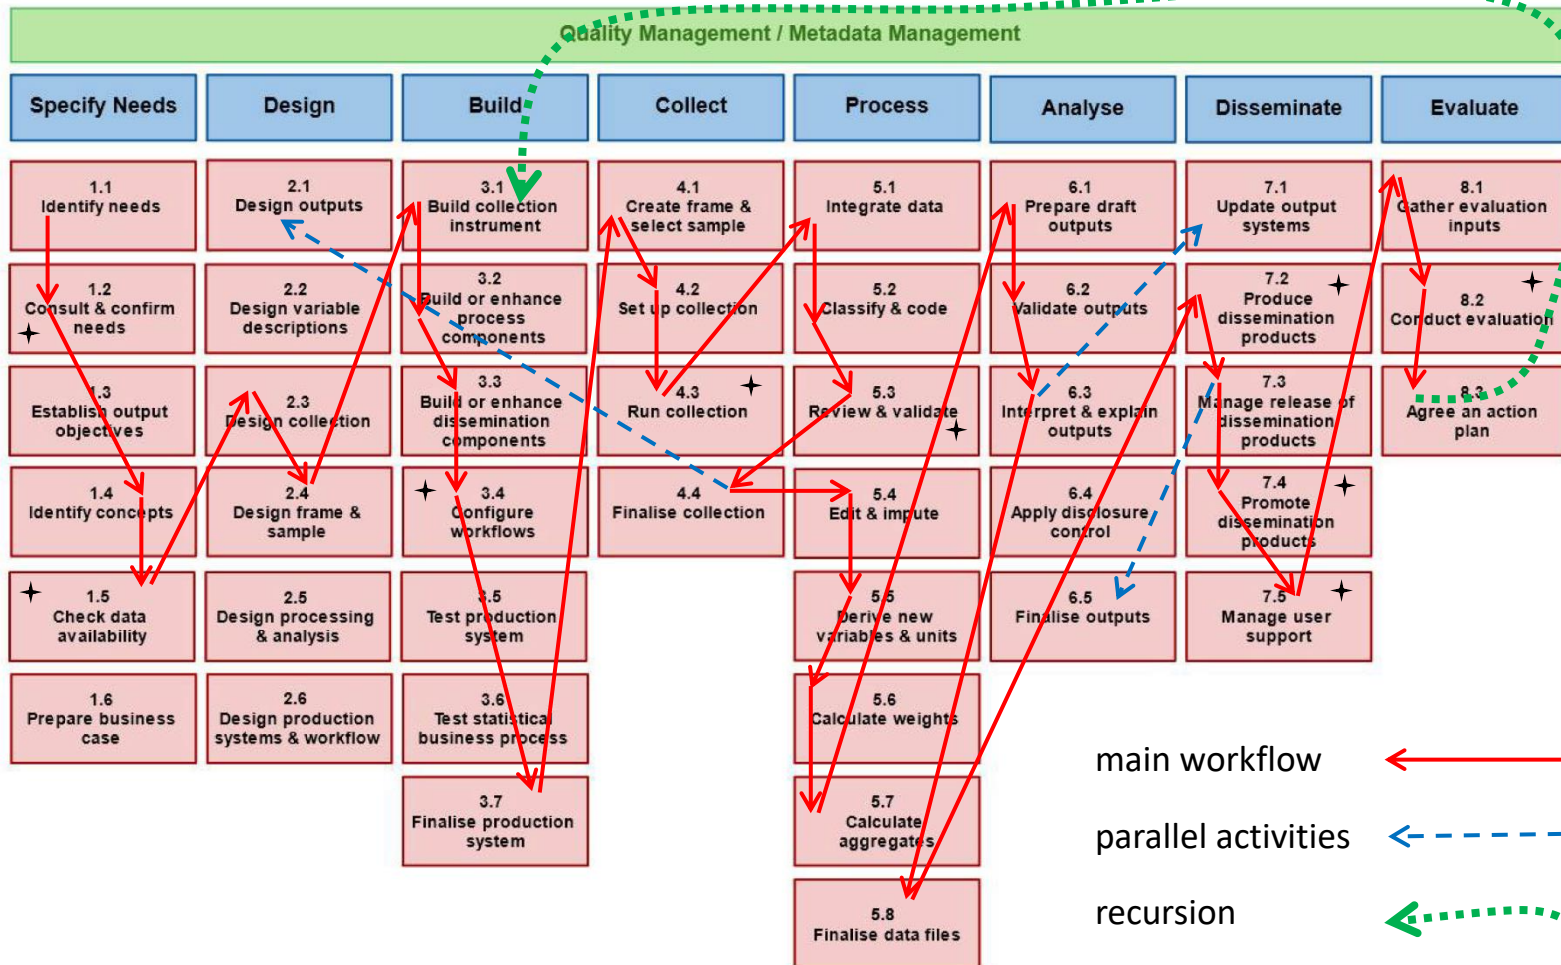 Quality Management / Metadata Management
Specify Needs
Design
Build
Collect
Process
Analyse
Disseminate
Evaluate
1.1
Identify needs
1.2
Consult & confirm
needs
1.3
Establish output
objectives
1.4
Identify concepts
1.5
Check data
availability
1.6
Prepare business
case
2.1
Design outputs
2.2
Design variable
descriptions
2.3
Design collection
2.4
Design frame &
sample
2.5
Design processing
& analysis
2.6
Design production
systems & workflow
3.1
Build collection
instrument
3.2
Build or enhance
process
components
3.3
Build or enhance
dissemination
components
3.4
Configure
workflows
3.5
Test production
system
3.6
Test statistical
business process
3.7
Finalise production
system
4.1
Create frame &
select sample
4.2
Set up collection
4.3
Run collection
4.4
Finalise collection
5.1
Integrate data
5.2
Classify & code
5.3
Review & validate
5.4
Edit & impute
5.5
Derive new
variables & units
5.6
Calculate weights
5.7
Calculate
aggregates
5.8
Finalise data files
6.1
Prepare draft
outputs
6.2
Validate outputs
6.3
Interpret & explain
outputs
6.4
Apply disclosure
control
6.5
Finalise outputs
7.1
Update output
systems
7.2
Produce
dissemination
products
7.3
Manage release of
dissemination
products
7.4
Promote
dissemination
products
7.5
Manage user
support
8.1
Gather evaluation
inputs
8.2
Conduct evaluation
8.3
Agree an action
plan
main workflow
parallel activities
recursion